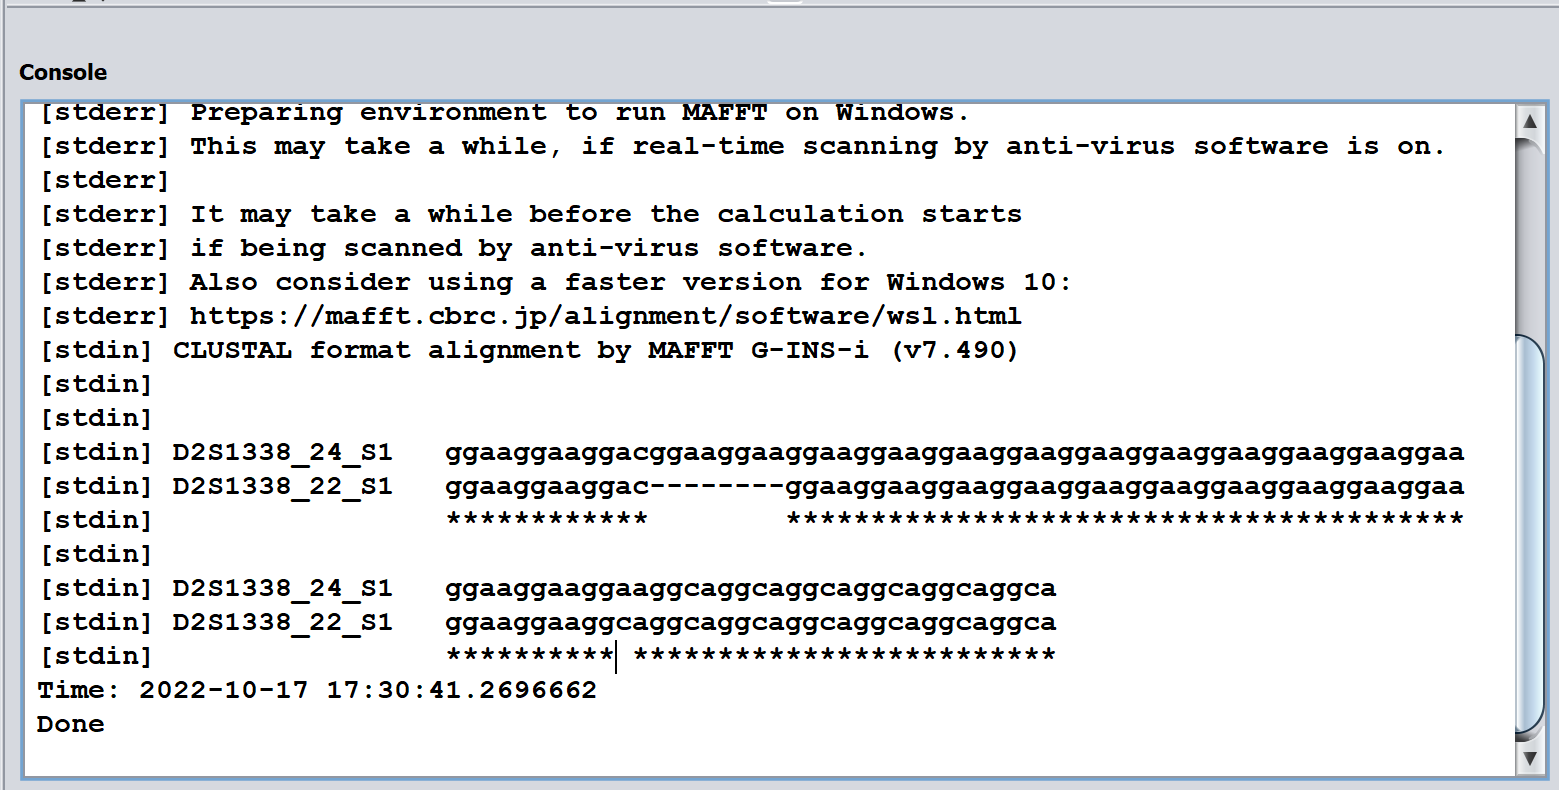 Console
[stderr] Preparing environment to run MAFFT on Windows.
[stderr] This may take a while, if real-time scanning by anti-virus software is on.
[stderr]
[stderr] It may take a while before the calculation starts
[stderr] if being scanned by anti-virus software.
[stderr] Also consider using a faster version for Windows 10:
[stderr] https://mafft.cbrc.jp/alignment/software/wsl.html
[stdin] CLUSTAL format alignment by MAFFT G-INS-i (v7.490)
[stdin]
[stdin]
[stdin] D2S1338_24_S1   ggaaggaaggacggaaggaaggaaggaaggaaggaaggaaggaaggaaggaaggaaggaa
[stdin] D2S1338_22_S1   ggaaggaaggac--------ggaaggaaggaaggaaggaaggaaggaaggaaggaaggaa
[stdin]                 ************        ****************************************
[stdin]
[stdin] D2S1338_24_S1   ggaaggaaggaaggcaggcaggcaggcaggcaggca
[stdin] D2S1338_22_S1   ggaaggaaggcaggcaggcaggcaggcaggcaggca
[stdin]                 ********** *************************
Time: 2022-10-17 17:30:41.2696662
Done